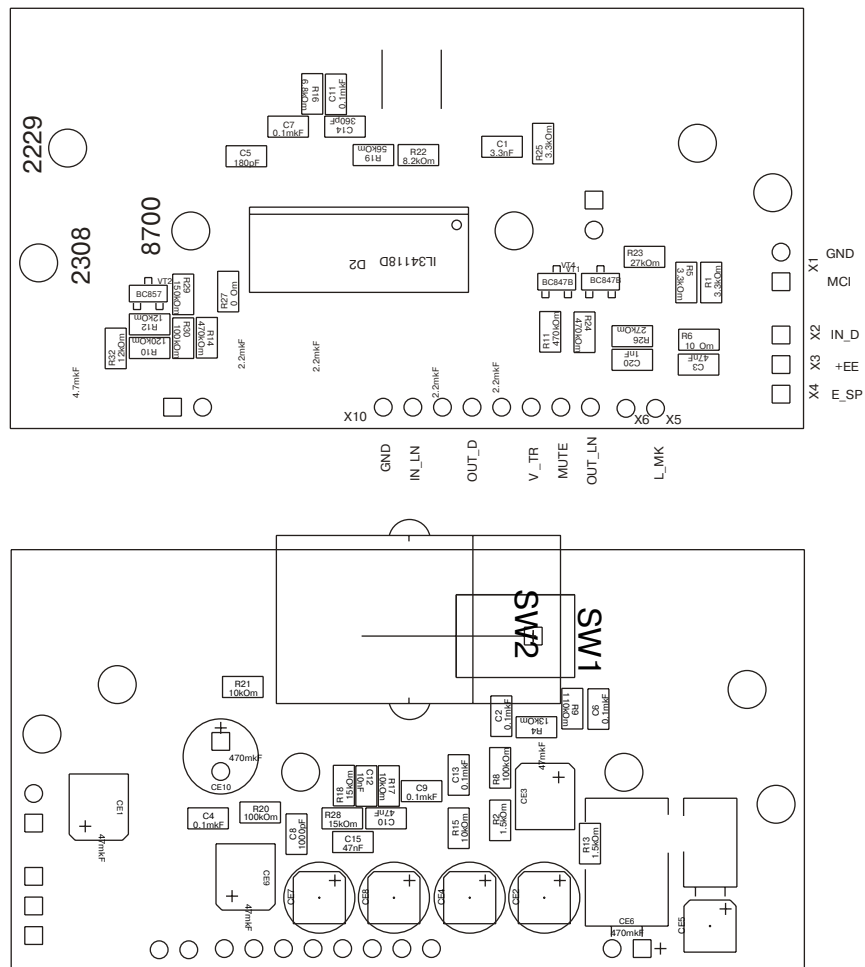 R16
6.8kOm
C11
0.1mkF
C7
0.1mkF
C14
360pF
2229
C5
180pF
R19
56kOm
R22
8.2kOm
C1
3.3nF
R25
3.3kOm
2308
8700
D2
IL34118D
R23
27kOm
X1
GND
MCI
VT2
BC857
R29
150kOm
R27
0 Om
VT4
VT1
BC847B
BC847B
R5
3.3kOm
R1
3.3kOm
R12
12kOm
R32
12kOm
R10
120kOm
R30
100kOm
R14
470kOm
2.2mkF
2.2mkF
R11
470kOm
R24
470kOm
R26
27kOm
C20
1nF
R6
10 Om
C3
47nF
X2
IN_D
X3
+EE
X4
E_SP
4.7mkF
2.2mkF
2.2mkF
X10
X6
X5
GND
IN_LN
OUT_D
V_TR
MUTE
OUT_LN
L_MK
SW2
SW1
R21
10kOm
C2
0.1mkF
R4
13kOm
R9
110kOm
C6
0.1mkF
+
470mkF
CE10
R18
15kOm
C12
10nF
R17
10kOm
C9
0.1mkF
C13
0.1mkF
R8
100kOm
47mkF
CE3
+
CE1
+
47mkF
C4
0.1mkF
R20
100kOm
C8
1000pF
R28
15kOm
C10
47nF
C15
47nF
R15
10kOm
R2
1.5kOm
R13
1.5kOm
CE9
+
47mkF
CE7
+
CE8
+
CE4
+
CE2
+
CE6
470mkF
+
CE5
+